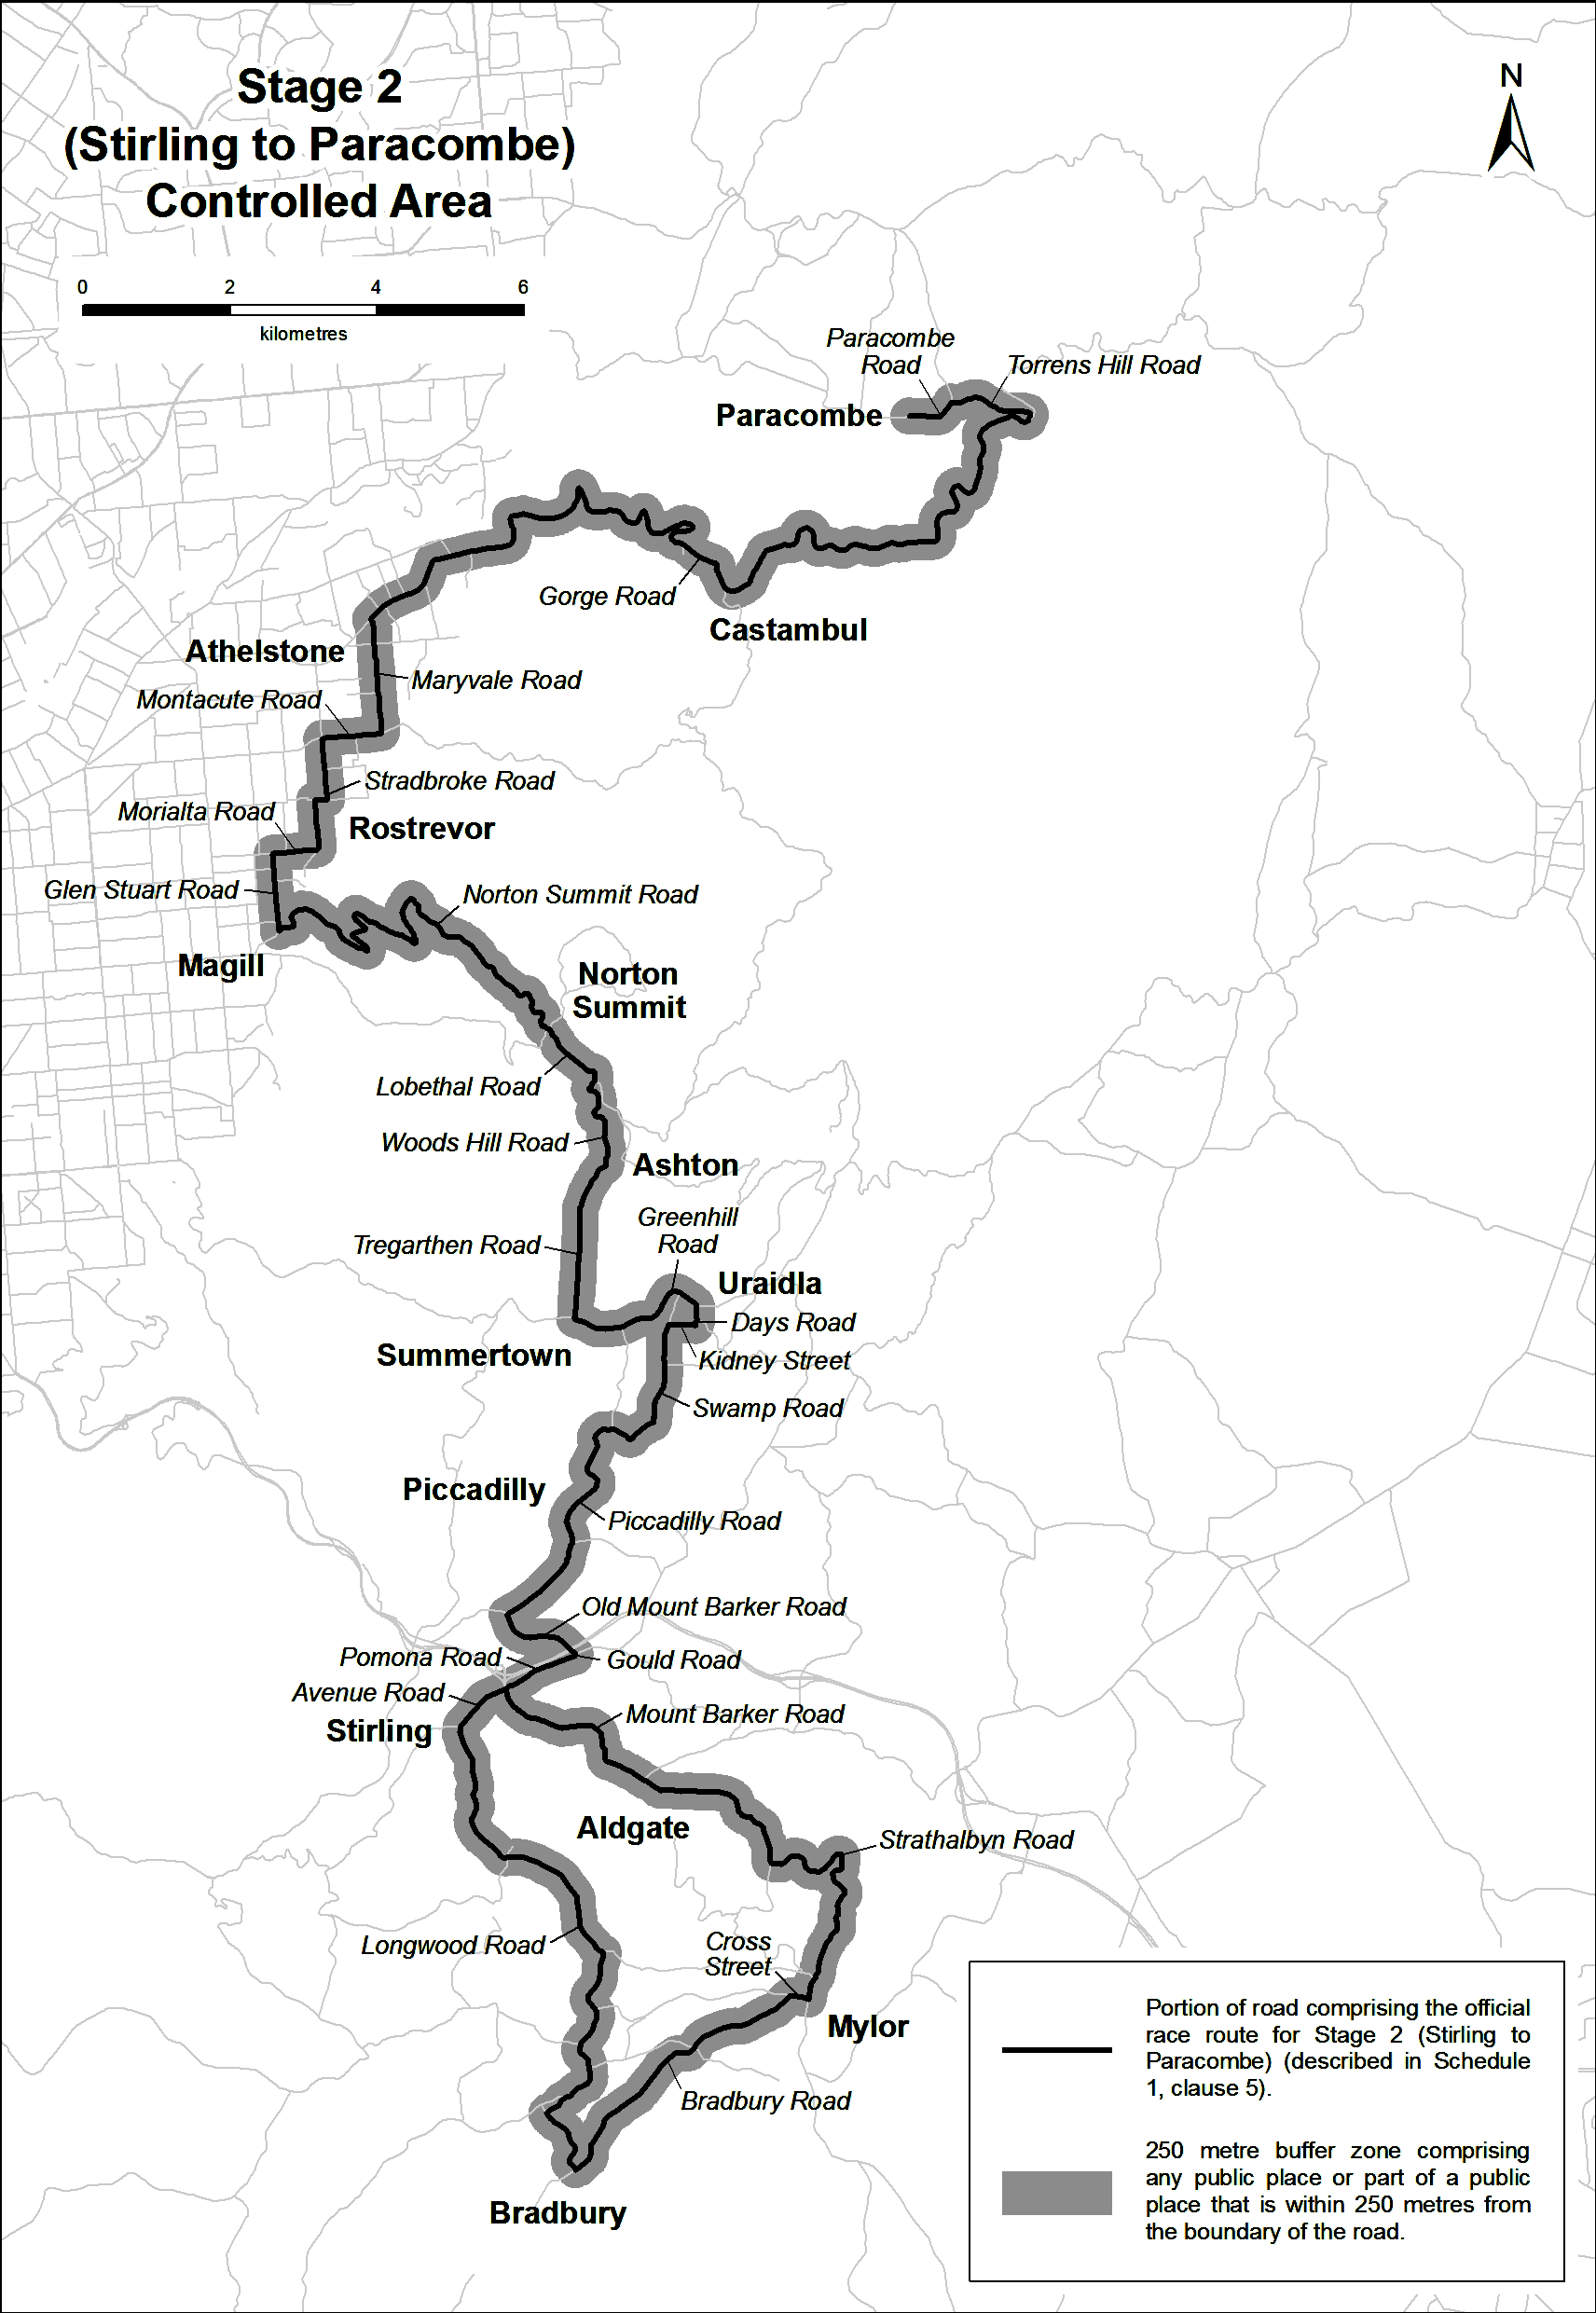 Stage 2
(Stirling to Paracombe)
Controlled Area
N
0 2 4 6
kilometres
Paracombe
Road
Torrens Hill Road
Paracombe
Gorge Road
Castambul
Athelstone
Maryvale Road
Montacute Road
Stradbroke Road
Morialta Road
Rostrevor
Glen Stuart Road
Norton Summit Road
Magill
Norton
Summit
Lobethal Road
Woods Hill Road
Ashton
Greenhill
Road
Tregarthen Road
Uraidla
Days Road
Summertown
Kidney Street
Swamp Road
Piccadilly
Piccadilly Road
Old Mount Barker Road
Pomona Road
Gould Road
Avenue Road
Mount Barker Road
Stirling
Aldgate
Strathalbyn Road
Longwood Road
Cross
Street
Mylor
Bradbury Road
Bradbury
Portion of road comprising the official
race route for Stage 2 (Stirling to
Paracombe) (described in Schedule
1, clause 5).
250 metre buffer zone comprising
any public place or part of a public
place that is within 250 metres from
the boundary of the road.